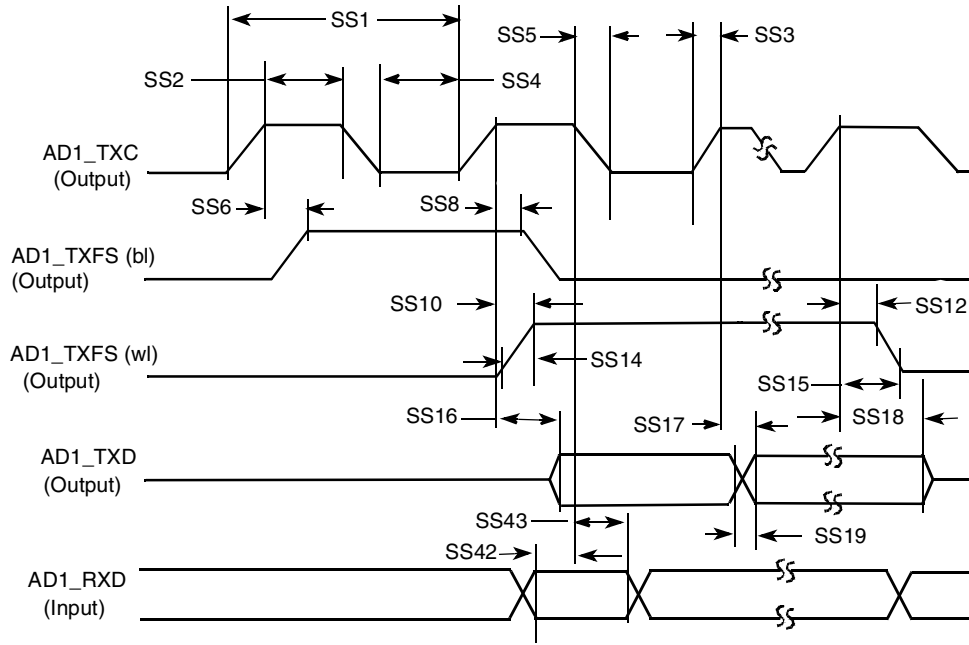 SS1
SS5
SS3
SS2
SS4
AD1_TXC
(Output)
SS6
SS8
AD1_TXFS (bl)
(Output)
SS10
SS12
AD1_TXFS (wl)
(Output)
SS14
SS15
SS16
SS17
SS18
AD1_TXD
(Output)
SS43
SS19
SS42
AD1_RXD
(Input)